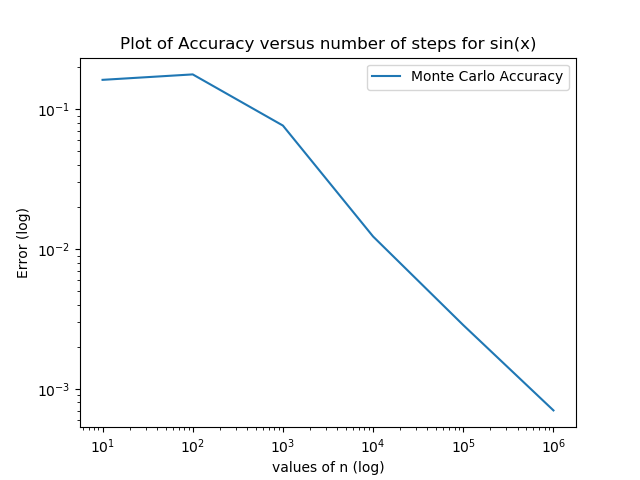 Plot of Accuracy versus number of steps for sin(x)
Monte Carlo Accuracy
Error (log)
10⁻¹
10⁻²
10⁻³
10¹ 10² 10³ 10⁴ 10⁵ 10⁶
values of n (log)